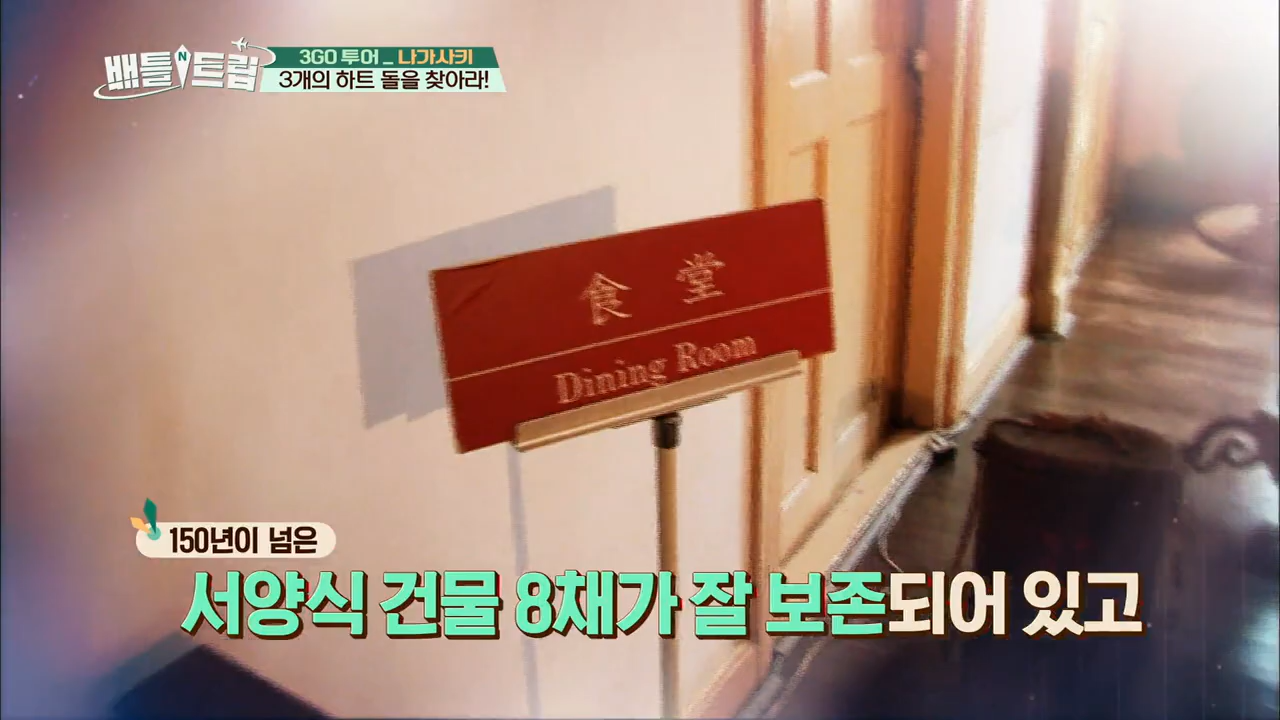 배틀트립
3GO 투어 _ 나가사키
3개의 하트 돌을 찾아라!
食堂
Dining Room
150년이 넘은
서양식 건물 8채가 잘 보존되어 있고